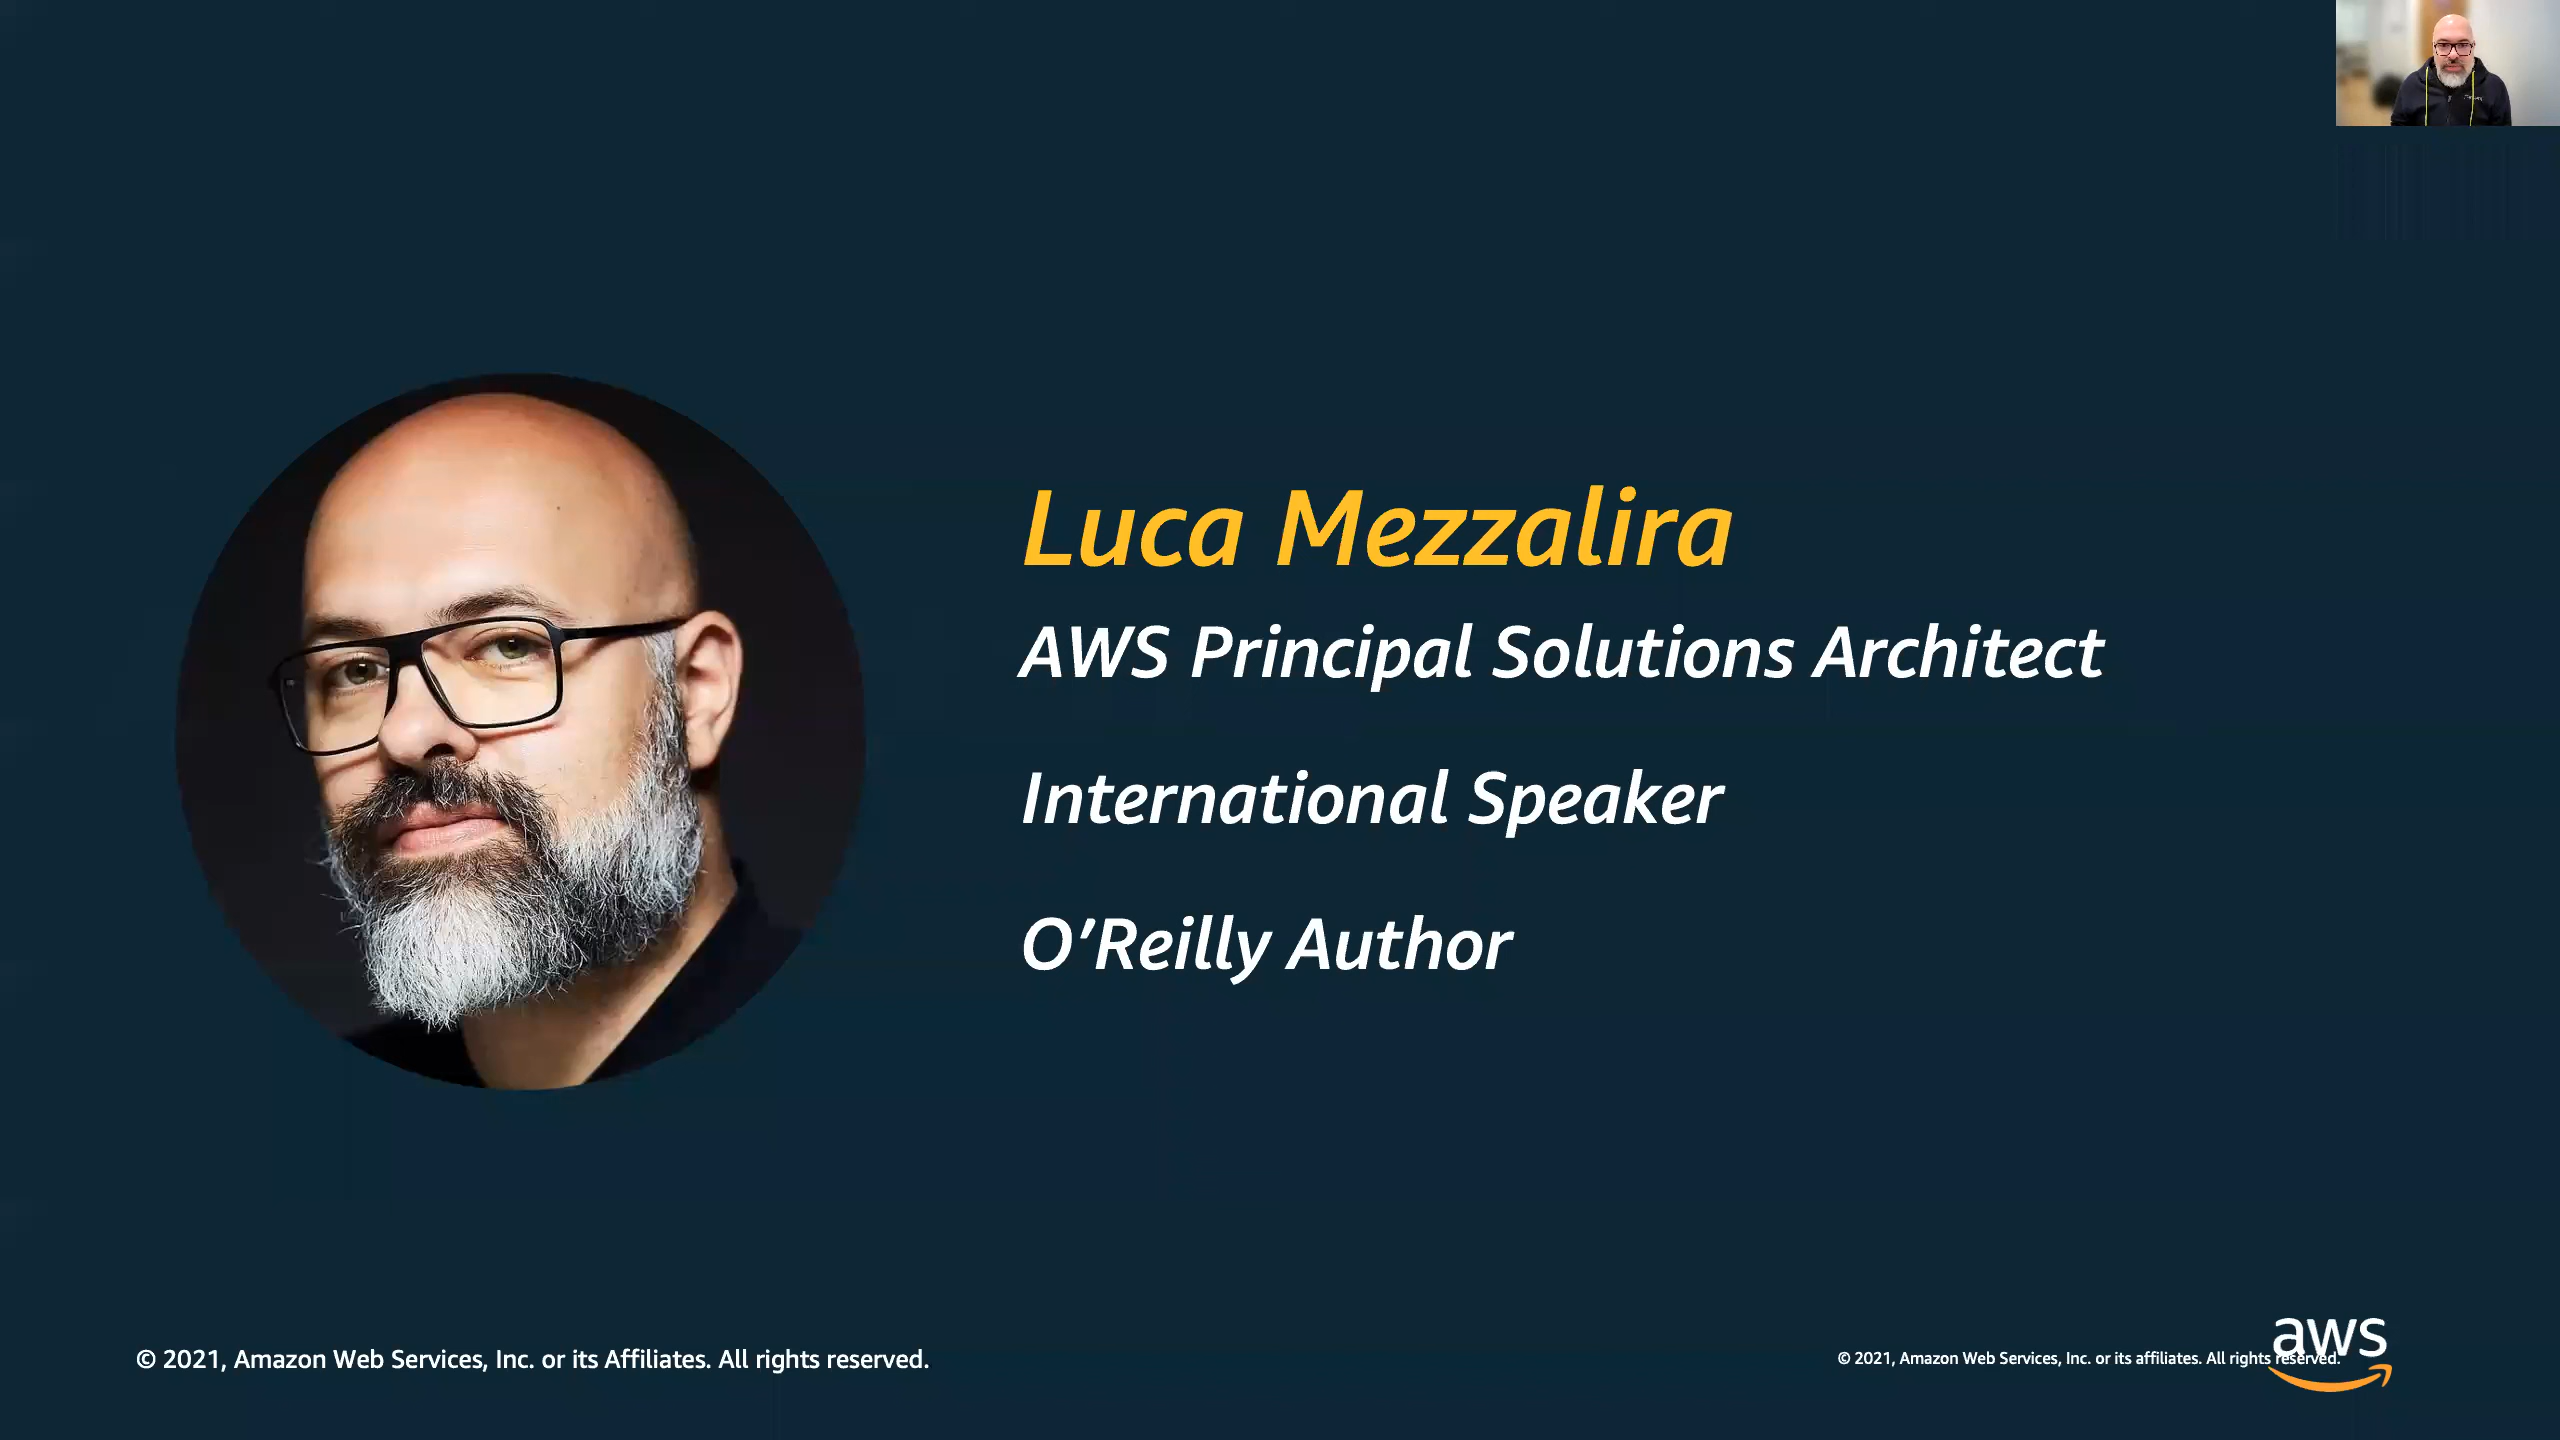 Luca Mezzalira
AWS Principal Solutions Architect
International Speaker
O’Reilly Author
© 2021, Amazon Web Services, Inc. or its Affiliates. All rights reserved.
© 2021, Amazon Web Services, Inc. or its affiliates. All rights reserved.
aws